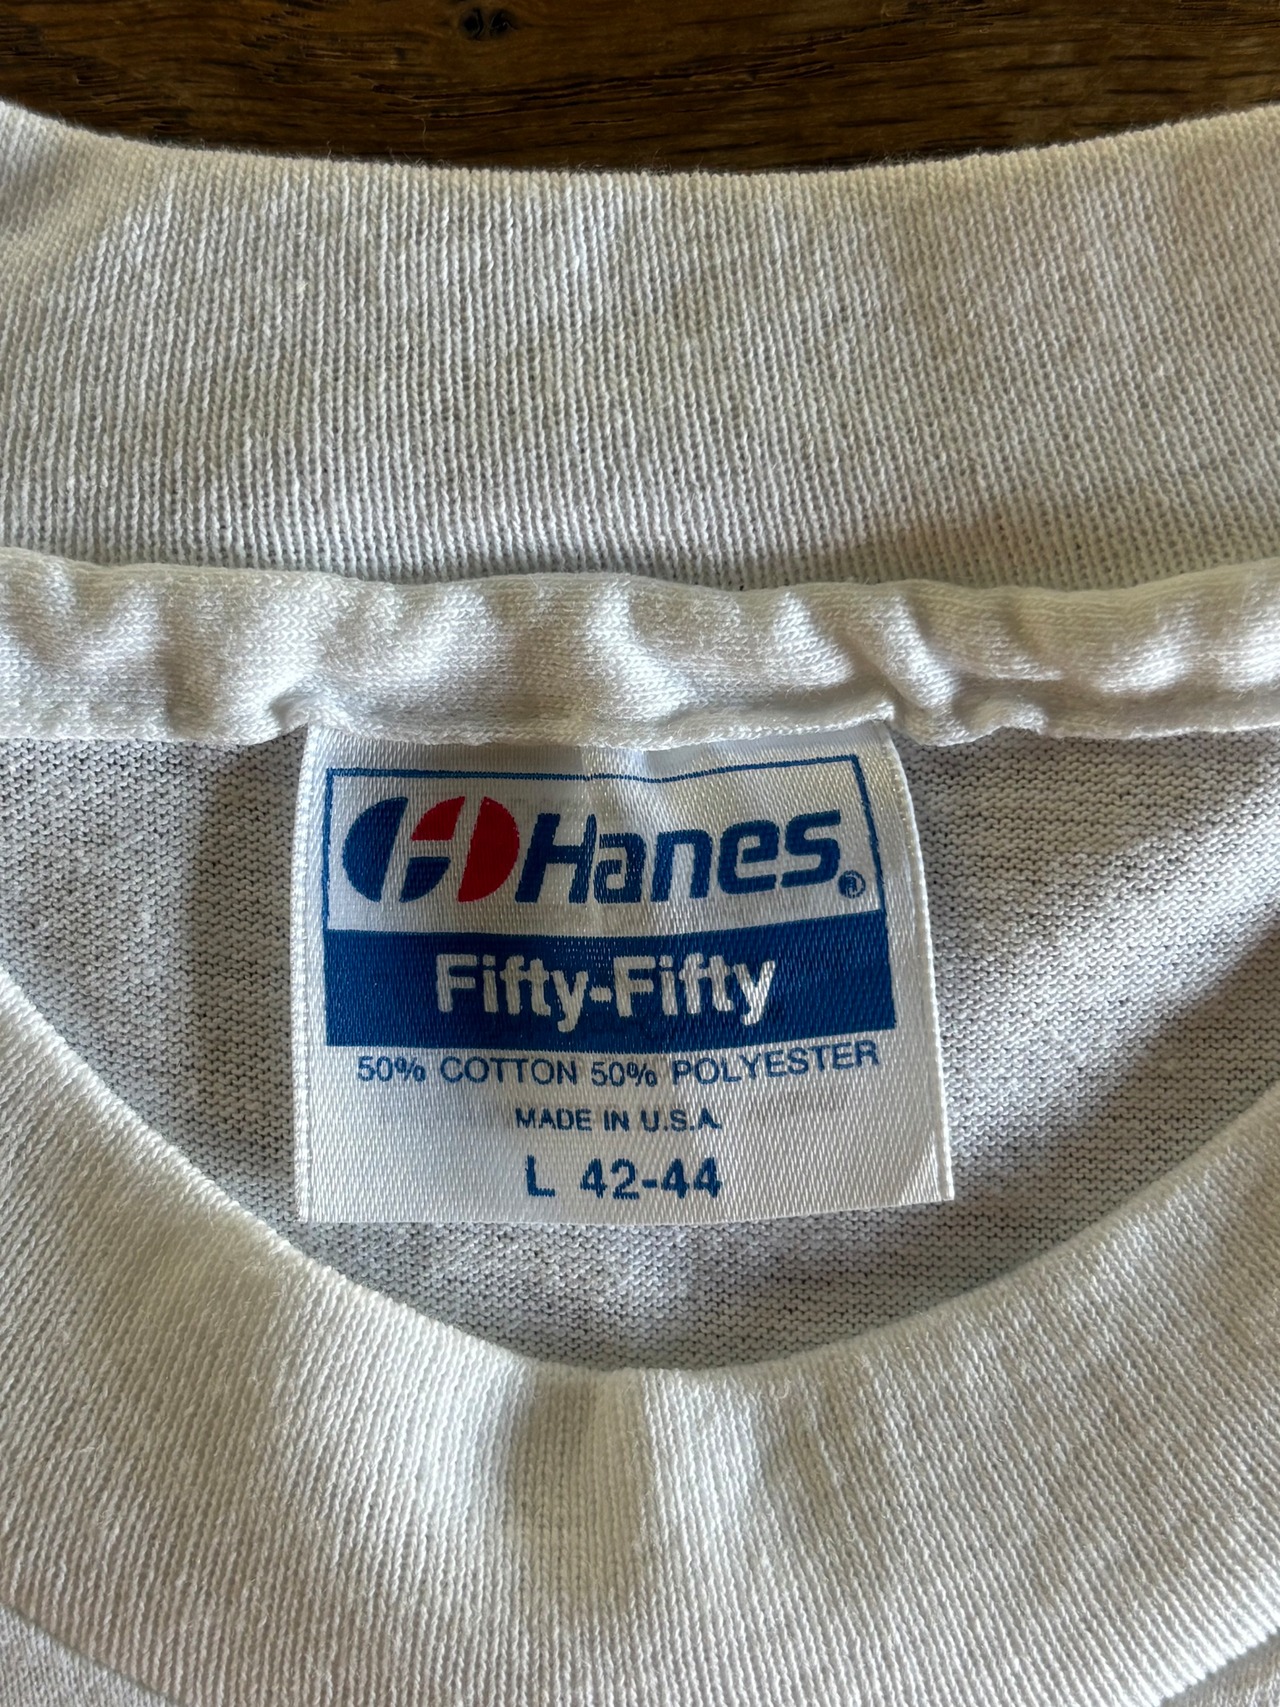 Hanes®
Fifty-Fifty
50% COTTON 50% POLYESTER
MADE IN U.S.A.
L 42-44